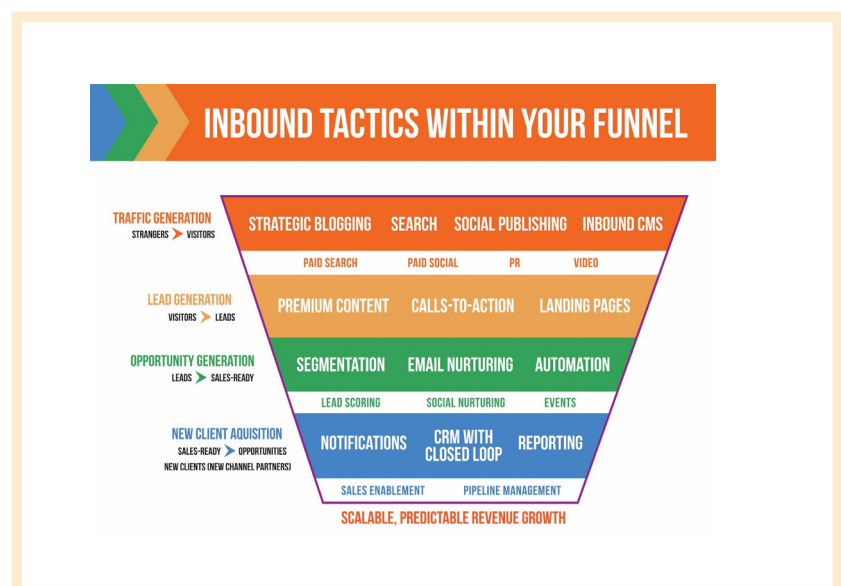 INBOUND TACTICS WITHIN YOUR FUNNEL
TRAFFIC GENERATION
STRANGERS VISITORS
STRATEGIC BLOGGING SEARCH SOCIAL PUBLISHING INBOUND CMS
PAID SEARCH PAID SOCIAL PR VIDEO
LEAD GENERATION
VISITORS LEADS
PREMIUM CONTENT CALLS-TO-ACTION LANDING PAGES
OPPORTUNITY GENERATION
LEADS SALES-READY
SEGMENTATION EMAIL NURTURING AUTOMATION
LEAD SCORING SOCIAL NURTURING EVENTS
NEW CLIENT AQUISITION
SALES-READY OPPORTUNITIES
NEW CLIENTS (NEW CHANNEL PARTNERS)
NOTIFICATIONS
CRM WITH
CLOSED LOOP
REPORTING
SALES ENABLEMENT PIPELINE MANAGEMENT
SCALABLE, PREDICTABLE REVENUE GROWTH